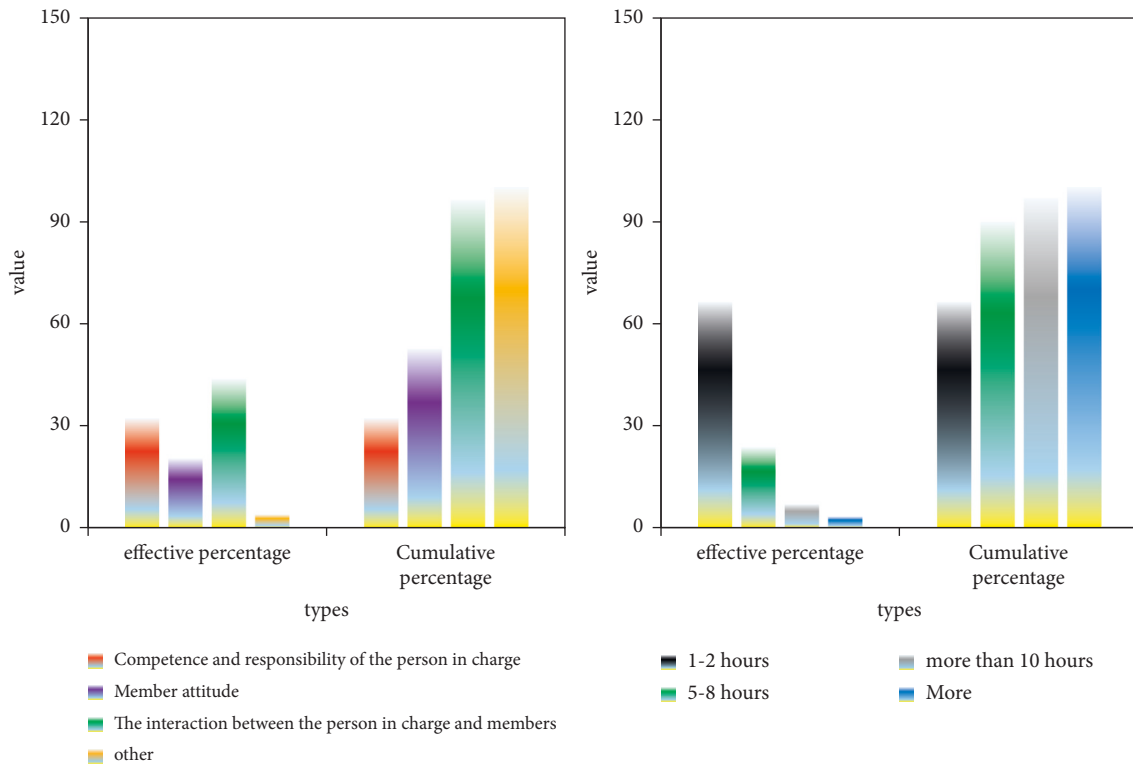 150
120
90
60
30
0
value
effective percentage
Cumulative
percentage
types
Competence and responsibility of the person in charge
Member attitude
The interaction between the person in charge and members
other
150
120
90
60
30
0
value
effective percentage
Cumulative
percentage
types
1-2 hours
5-8 hours
more than 10 hours
More